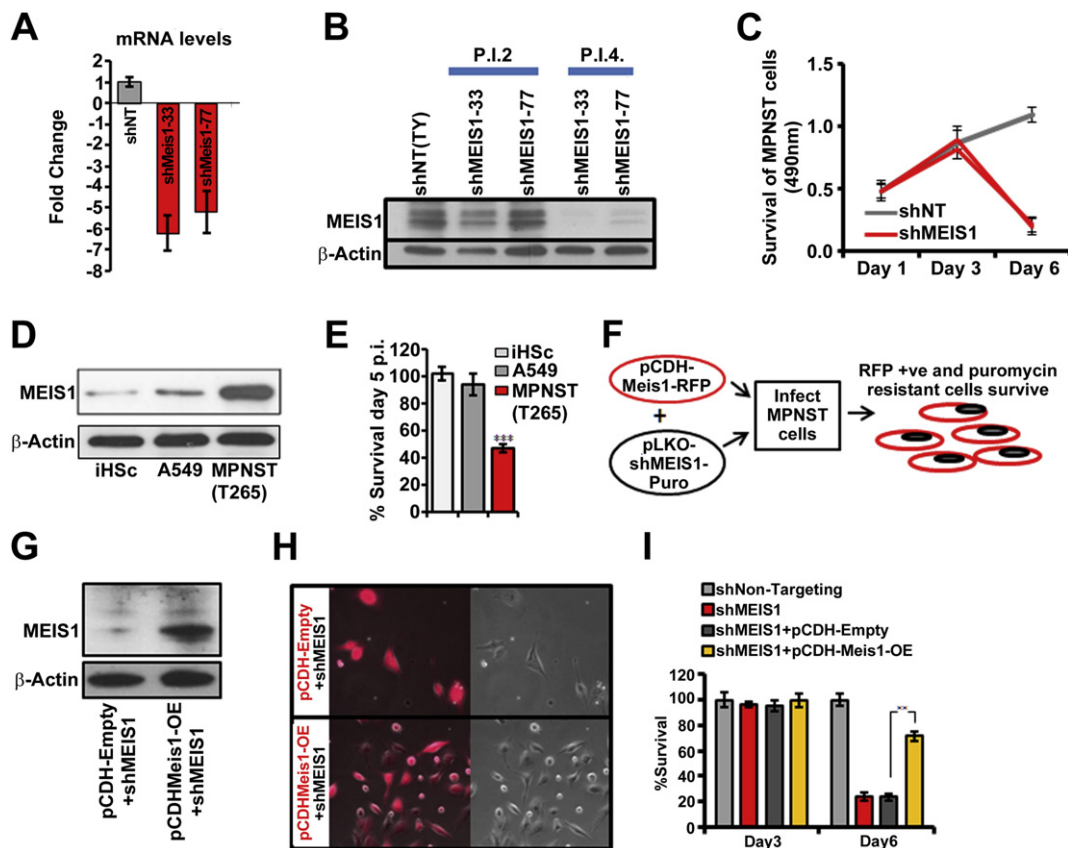 A
mRNA levels
Fold Change
2
1
0
-1
-2
-3
-4
-5
-6
-7
-8
shNT
shMeis1-33
shMeis1-77
B
P.I.2
P.I.4.
shNT(TY)
shMEIS1-33
shMEIS1-77
shMEIS1-33
shMEIS1-77
MEIS1
β-Actin
C
Survival of MPNST cells
(490nm)
1.5
1.0
0.5
1.0
shNT
shMEIS1
Day 1
Day 3
Day 6
D
MEIS1
β-Actin
iHSc
A549
MPNST
(T265)
E
% Survival day 5 p.i.
120
100
80
60
40
20
0
iHSc
A549
MPNST
(T265)
***
F
pCDH-
Meis1-RFP
+
pLKO-
shMEIS1-
Puro
Infect
MPNST
cells
RFP +ve and puromycin
resistant cells survive
G
MEIS1
β-Actin
pCDH-Empty
+shMEIS1
pCDHMeis1-OE
+shMEIS1
H
pCDH-Empty
+shMEIS1
pCDHMeis1-OE
+shMEIS1
I
shNon-Targeting
shMEIS1
shMEIS1+pCDH-Empty
shMEIS1+pCDH-Meis1-OE
%Survival
120
100
80
60
40
20
0
**
Day3
Day6